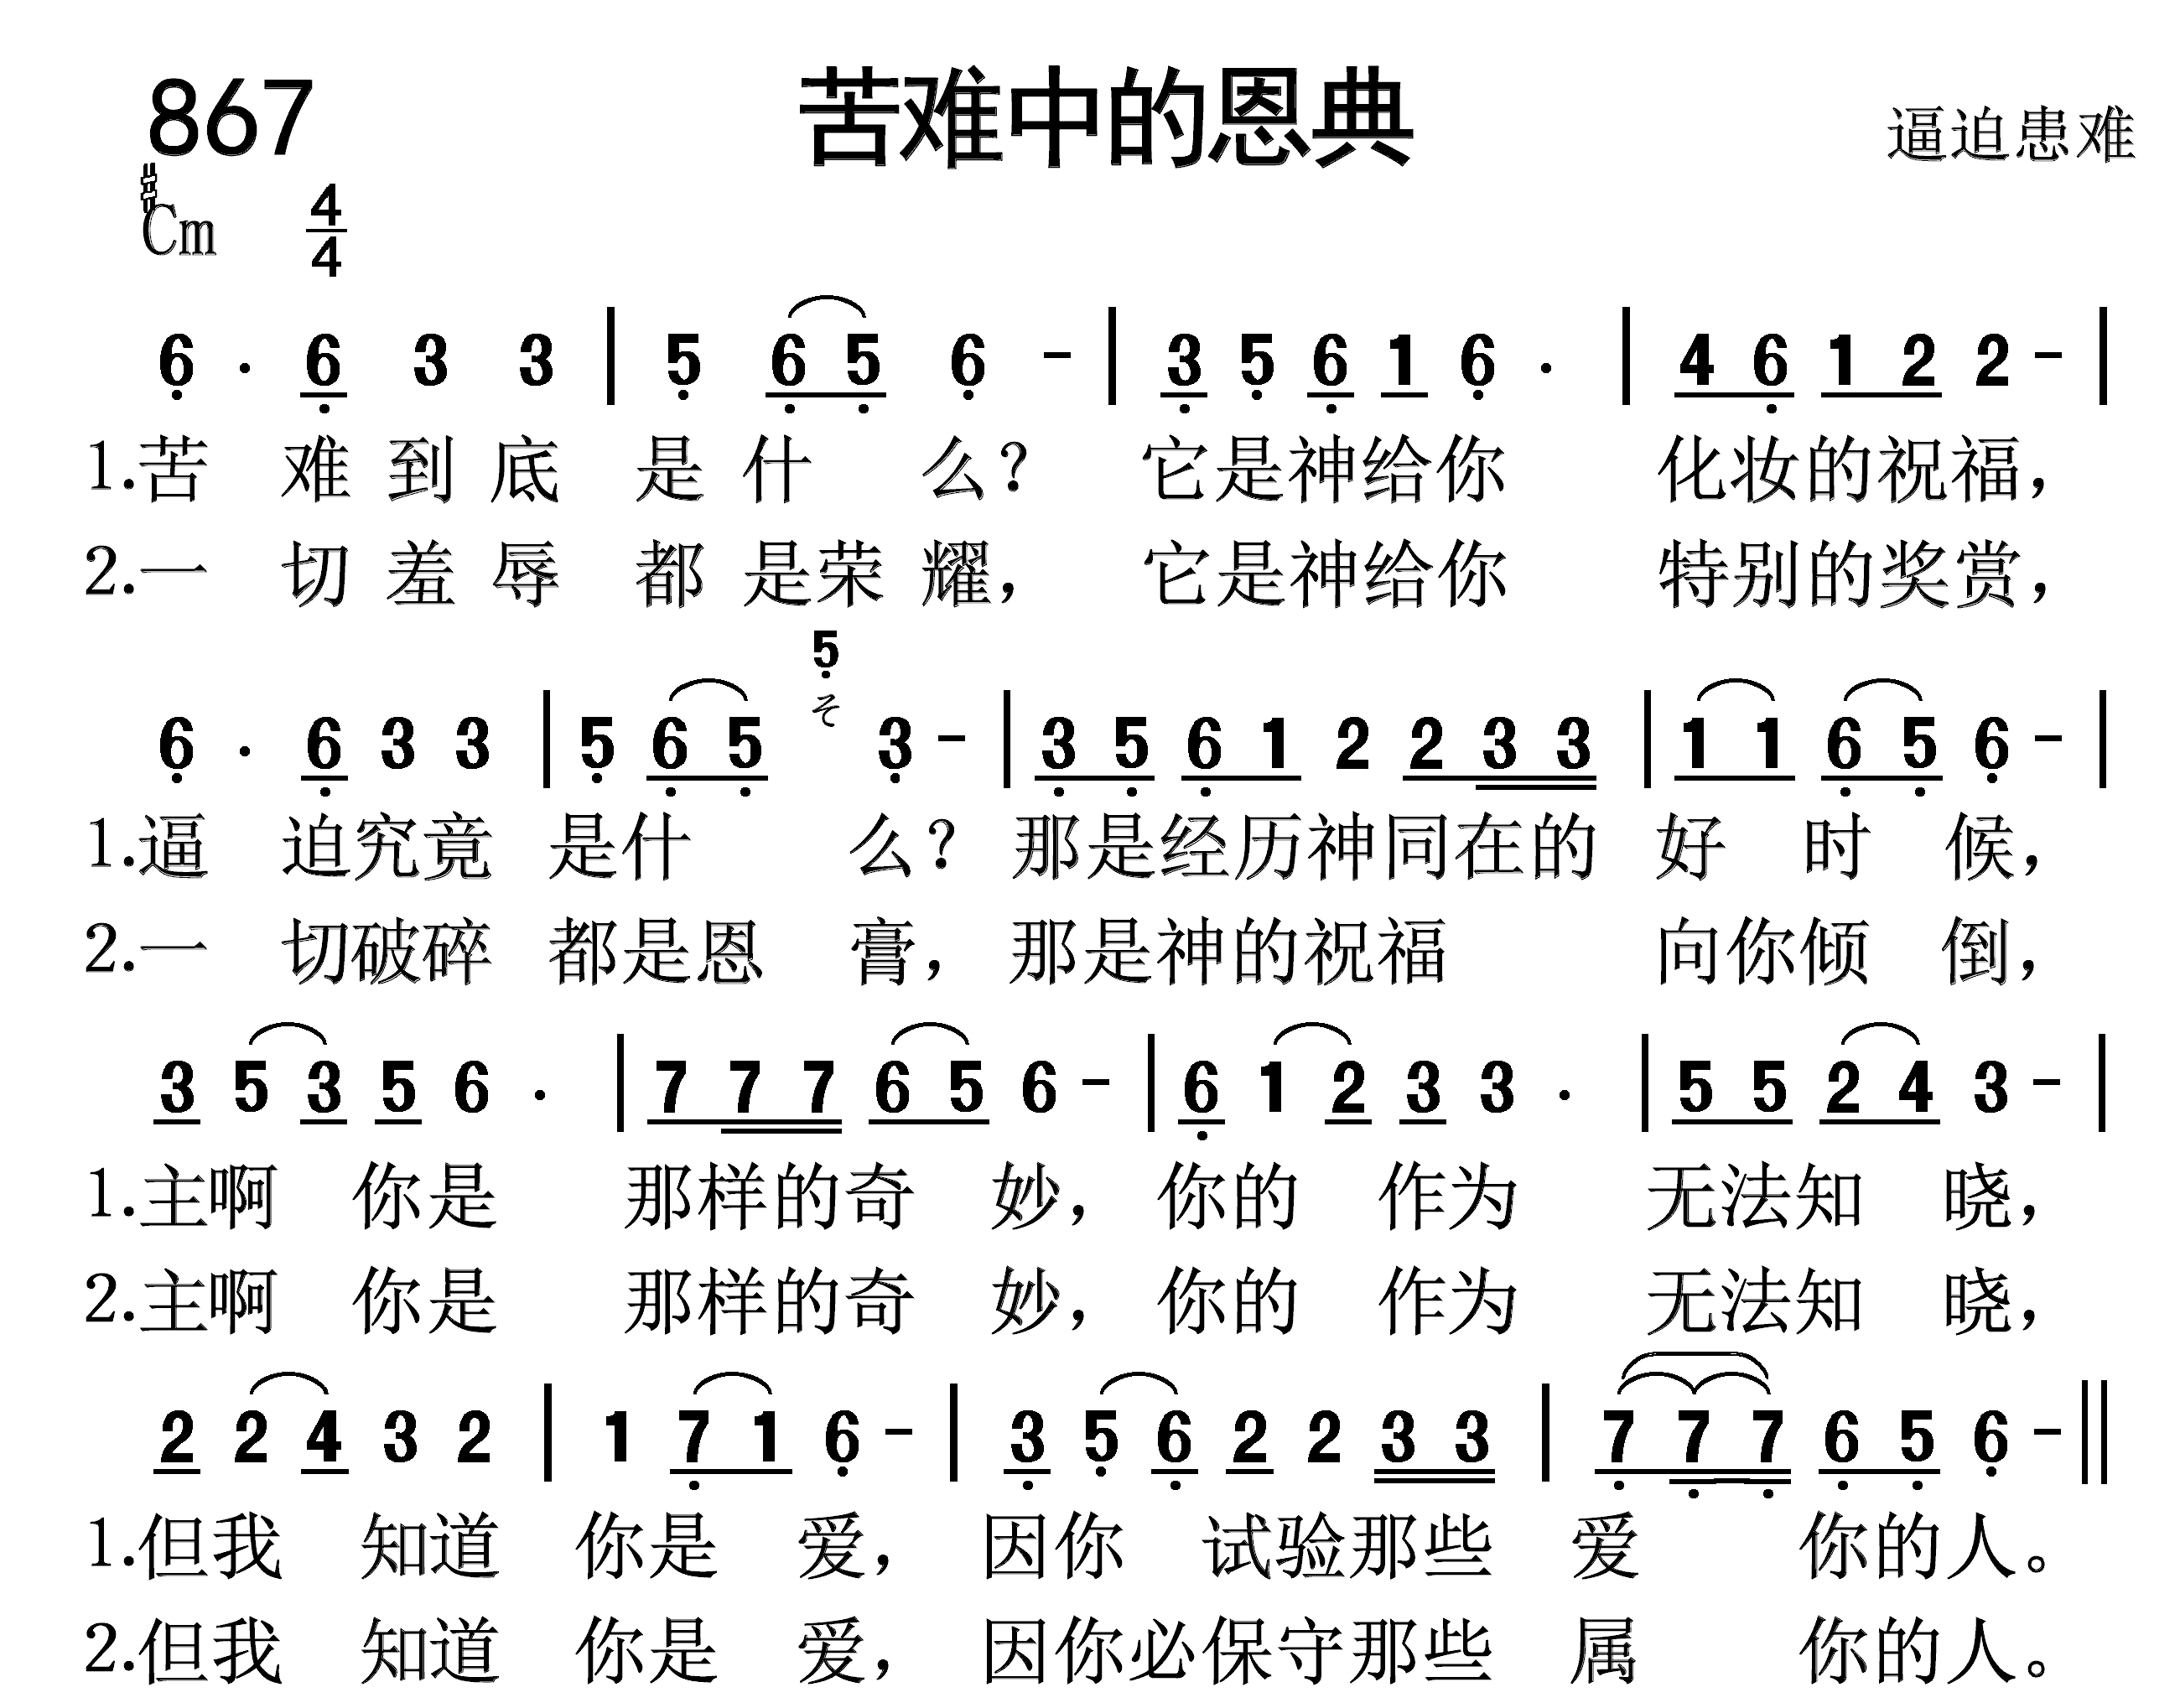 867 苦难中的恩典 逼迫患难
#Cm 4/4
6 · 6 3 3 | 5 6 5 6 - | 3 5 6 1 6 · | 4 6 1 2 2 - |
1.苦难到底是什么？它是神给你化妆的祝福，
2.一切羞辱都是荣耀，它是神给你特别的奖赏，
5
6 · 6 3 3 | 5 6 5 3 - | 3 5 6 1 2 2 3 3 | 1 1 6 5 6 - |
1.逼迫究竟是什么？那是经历神同在的好时候，
2.一切破碎都是恩膏，那是神的祝福向你倾倒，
3 5 3 5 6 · | 7 7 7 6 5 6 - | 6 1 2 3 3 · | 5 5 2 4 3 - |
1.主啊你是那样的奇妙，你的作为无法知晓，
2.主啊你是那样的奇妙，你的作为无法知晓，
2 2 4 3 2 | 1 7 1 6 - | 3 5 6 2 2 3 3 | 7 7 7 6 5 6 - ‖
1.但我知道你是爱，因你试验那些爱你的人。
2.但我知道你是爱，因你必保守那些属你的人。